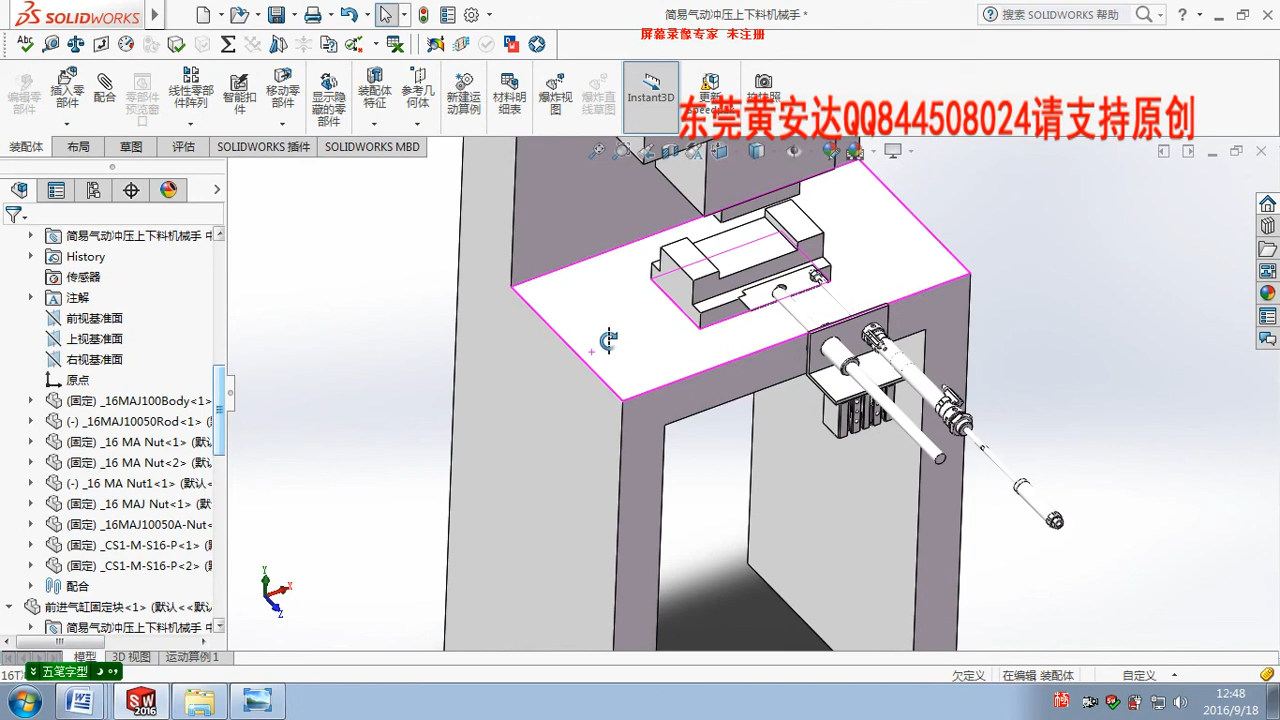 SOLIDWORKS
简易气动冲压上下料机械手 *
搜索 SOLIDWORKS 帮助
屏幕录像专家 未注册
编辑零部件
插入零部件
配合
零部件预览窗口
线性零部件阵列
智能扣件
移动零部件
显示隐藏的零部件
装配体特征
参考几何体
新建运动算例
材料明细表
爆炸视图
爆炸直线草图
Instant3D
更新
拍快照
东莞黄安达QQ844508024请支持原创
装配体
布局
草图
评估
SOLIDWORKS 插件
SOLIDWORKS MBD
简易气动冲压上下料机械手 中
History
传感器
注解
前视基准面
上视基准面
右视基准面
原点
(固定) _16MAJ100Body<1>
(-) _16MAJ10050Rod<1>
(固定) _16 MA Nut<1> (默认
(固定) _16 MA Nut<2> (默
(-) _16 MA Nut1<1> (默认<
(固定) _16 MAJ Nut<1> (默
(固定) _16MAJ10050A-Nut<
(固定) _CS1-M-S16-P<1> (
(固定) _CS1-M-S16-P<2> (
配合
前进气缸固定块<1> (默认<<默认
简易气动冲压上下料机械手 中
Y
X
Z
模型
3D 视图
运动算例 1
五笔字型
欠定义
在编辑 装配体
自定义
SW
2016
12:48
2016/9/18